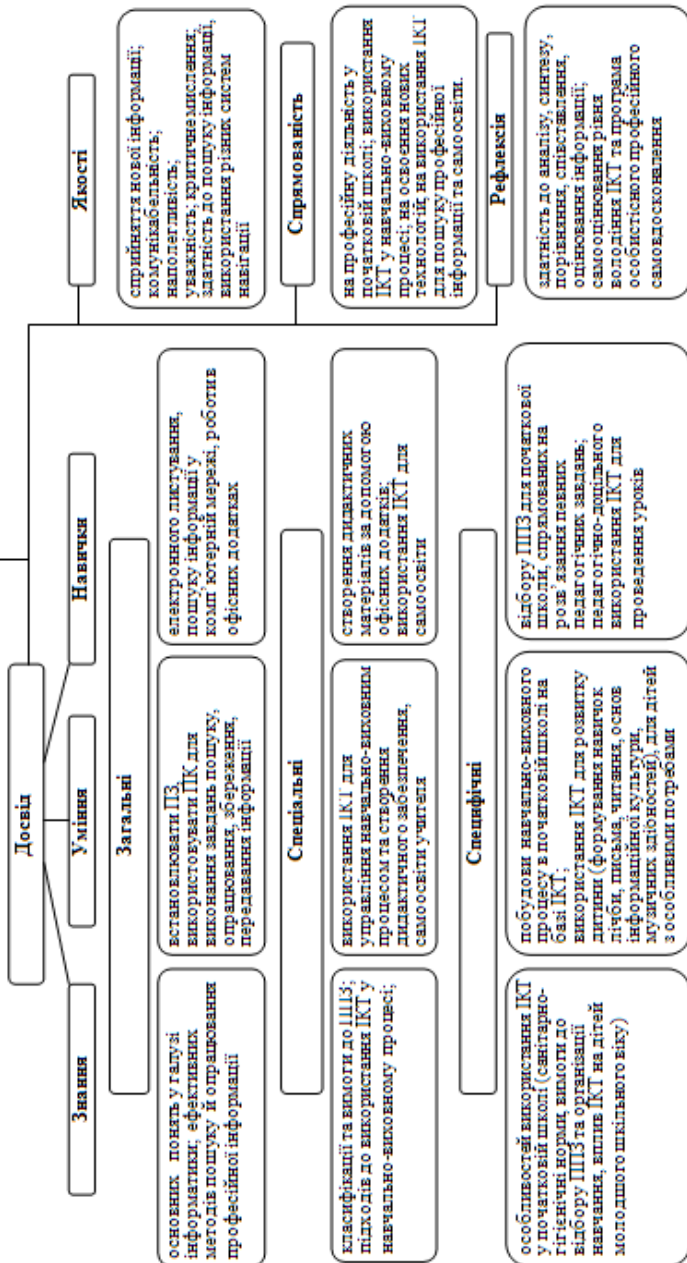 Досвід
Знання
Уміння
Навички
Загальні
основних понять у галузі
інформатики; ефективних
методів пошуку й опрацювання
професійної інформації
встановлювати ПЗ,
використовувати ПК для
виконання завдань пошуку,
опрацювання, збереження,
передавання інформації
електронного листування,
пошуку інформації у
комп’ютерній мережі, роботи в
офісних додатках
Спеціальні
класифікації та вимоги до ППЗ;
підходів до використання ІКТ у
навчально-виховному процесі;
використання ІКТ для
управління навчально-виховним
процесом та створення
дидактичного забезпечення,
самоосвіти учителя
створення дидактичних
матеріалів за допомогою
офісних додатків;
використання ІКТ для
самоосвіти
Специфічні
особливостей використання ІКТ
у початковій школі (санітарно-
гігієнічні норми, вимоги до
відбору ППЗ та організації
навчання, вплив ІКТ на дітей
молодшого шкільного віку)
побудови навчально-виховного
процесу в початковій школі на
базі ІКТ;
використання ІКТ для розвитку
дитини (формування навичок
лічби, письма, читання, основ
інформаційної культури,
музичних здібностей), для дітей
з особливими потребами
відбору ППЗ для початкової
школи, спрямованих на
розв’язання певних
педагогічних завдань;
педагогічно-доцільного
використання ІКТ для
проведення уроків
Якості
сприйняття нової інформації;
комунікабельність;
наполегливість;
уважність; критичне мислення;
здатність до пошуку інформації,
використання різних систем
навігації
Спрямованість
на професійну діяльність у
початковій школі; використання
ІКТ у навчально-виховному
процесі; на освоєння нових
технологій; на використання ІКТ
для пошуку професійної
інформації та самоосвіти.
Рефлексія
здатність до аналізу, синтезу,
порівняння, співставлення,
оцінювання інформації;
самооцінювання рівня
володіння ІКТ та програма
особистісного професійного
самовдосконалення